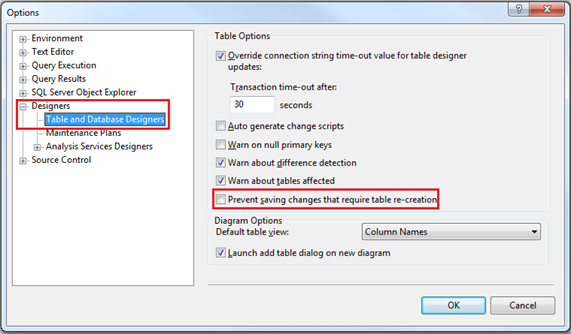 Options
Environment
Text Editor
Query Execution
Query Results
SQL Server Object Explorer
Designers
Table and Database Designers
Maintenance Plans
Analysis Services Designers
Source Control
Table Options
Override connection string time-out value for table designer
updates:
Transaction time-out after:
30 seconds
Auto generate change scripts
Warn on null primary keys
Warn about difference detection
Warn about tables affected
Prevent saving changes that require table re-creation
Diagram Options
Default table view: Column Names
Launch add table dialog on new diagram
OK Cancel